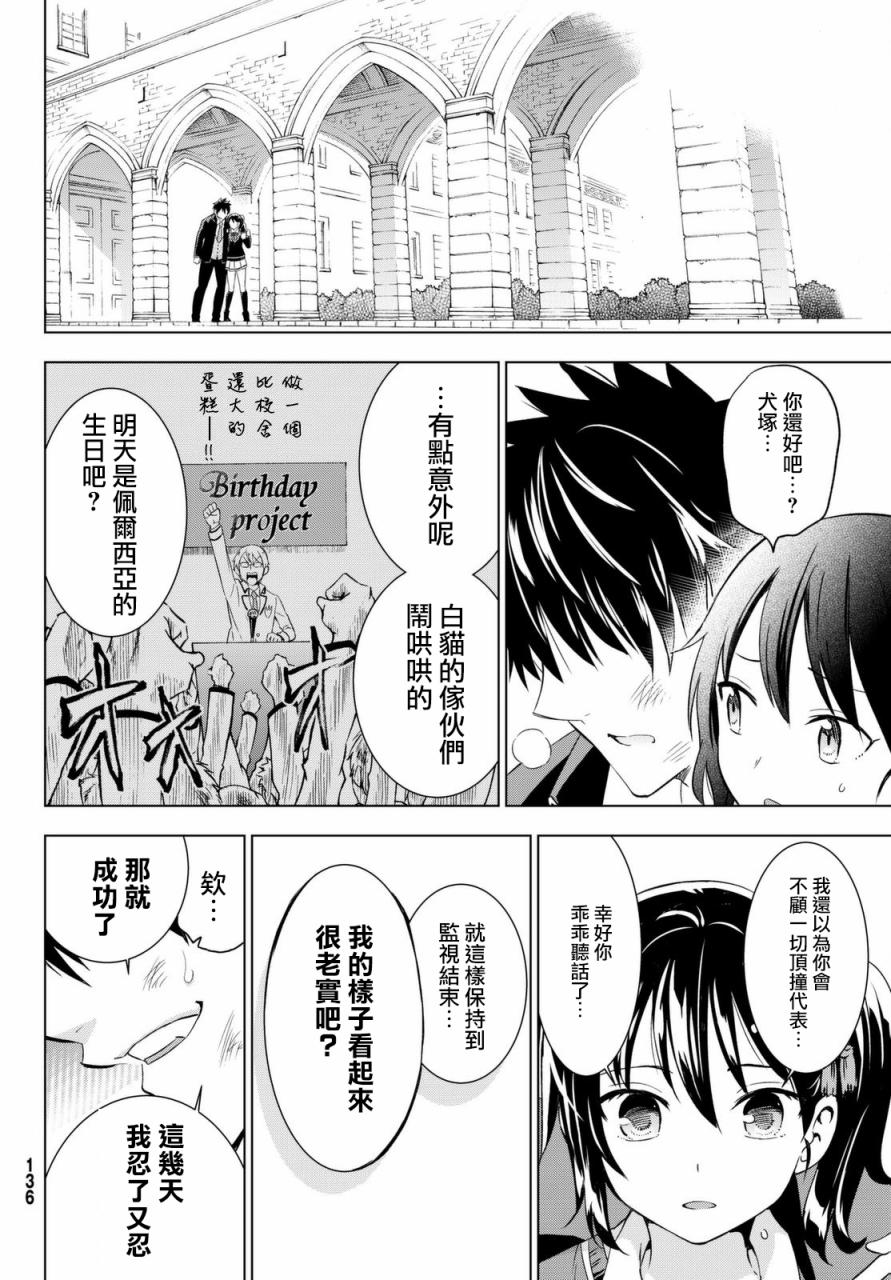 你還好吧…?
犬塚…
…有點意外呢
白貓的傢伙們
鬧哄哄的
做一個
比校舍
還大的
蛋糕—!!
Birthday
project
明天是佩爾西亞的
生日吧?
オオオ
我還以為你會
不顧一切頂撞代表…
幸好你
乖乖聽話了…
就這樣保持到
監視結束…
我的樣子看起來
很老實吧?
欸…
那就
成功了
這幾天
我忍了又忍
136